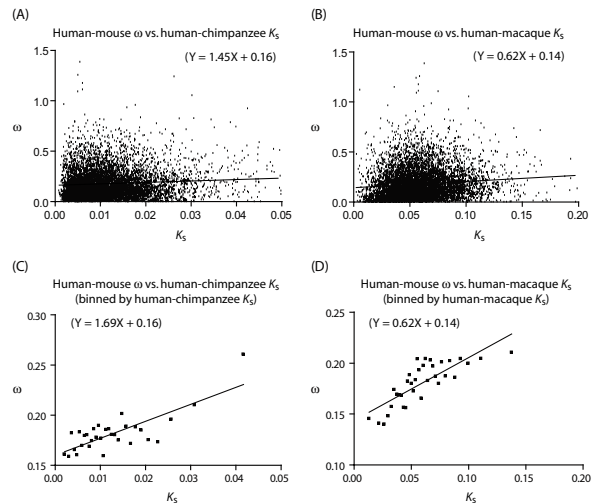 (A)
Human-mouse ω vs. human-chimpanzee Ks
(Y = 1.45X + 0.16)
1.5
1.0
ω
0.5
0.0
0.00 0.01 0.02 0.03 0.04 0.05
Ks
(B)
Human-mouse ω vs. human-macaque Ks
(Y = 0.62X + 0.14)
1.5
1.0
ω
0.5
0.0
0.00 0.05 0.10 0.15 0.20
Ks
(C)
Human-mouse ω vs. human-chimpanzee Ks
(binned by human-chimpanzee Ks)
(Y = 1.69X + 0.16)
0.30
0.25
ω
0.20
0.15
0.00 0.01 0.02 0.03 0.04 0.05
Ks
(D)
Human-mouse ω vs. human-macaque Ks
(binned by human-macaque Ks)
(Y = 0.62X + 0.14)
0.25
0.20
ω
0.15
0.10
0.00 0.05 0.10 0.15 0.20
Ks